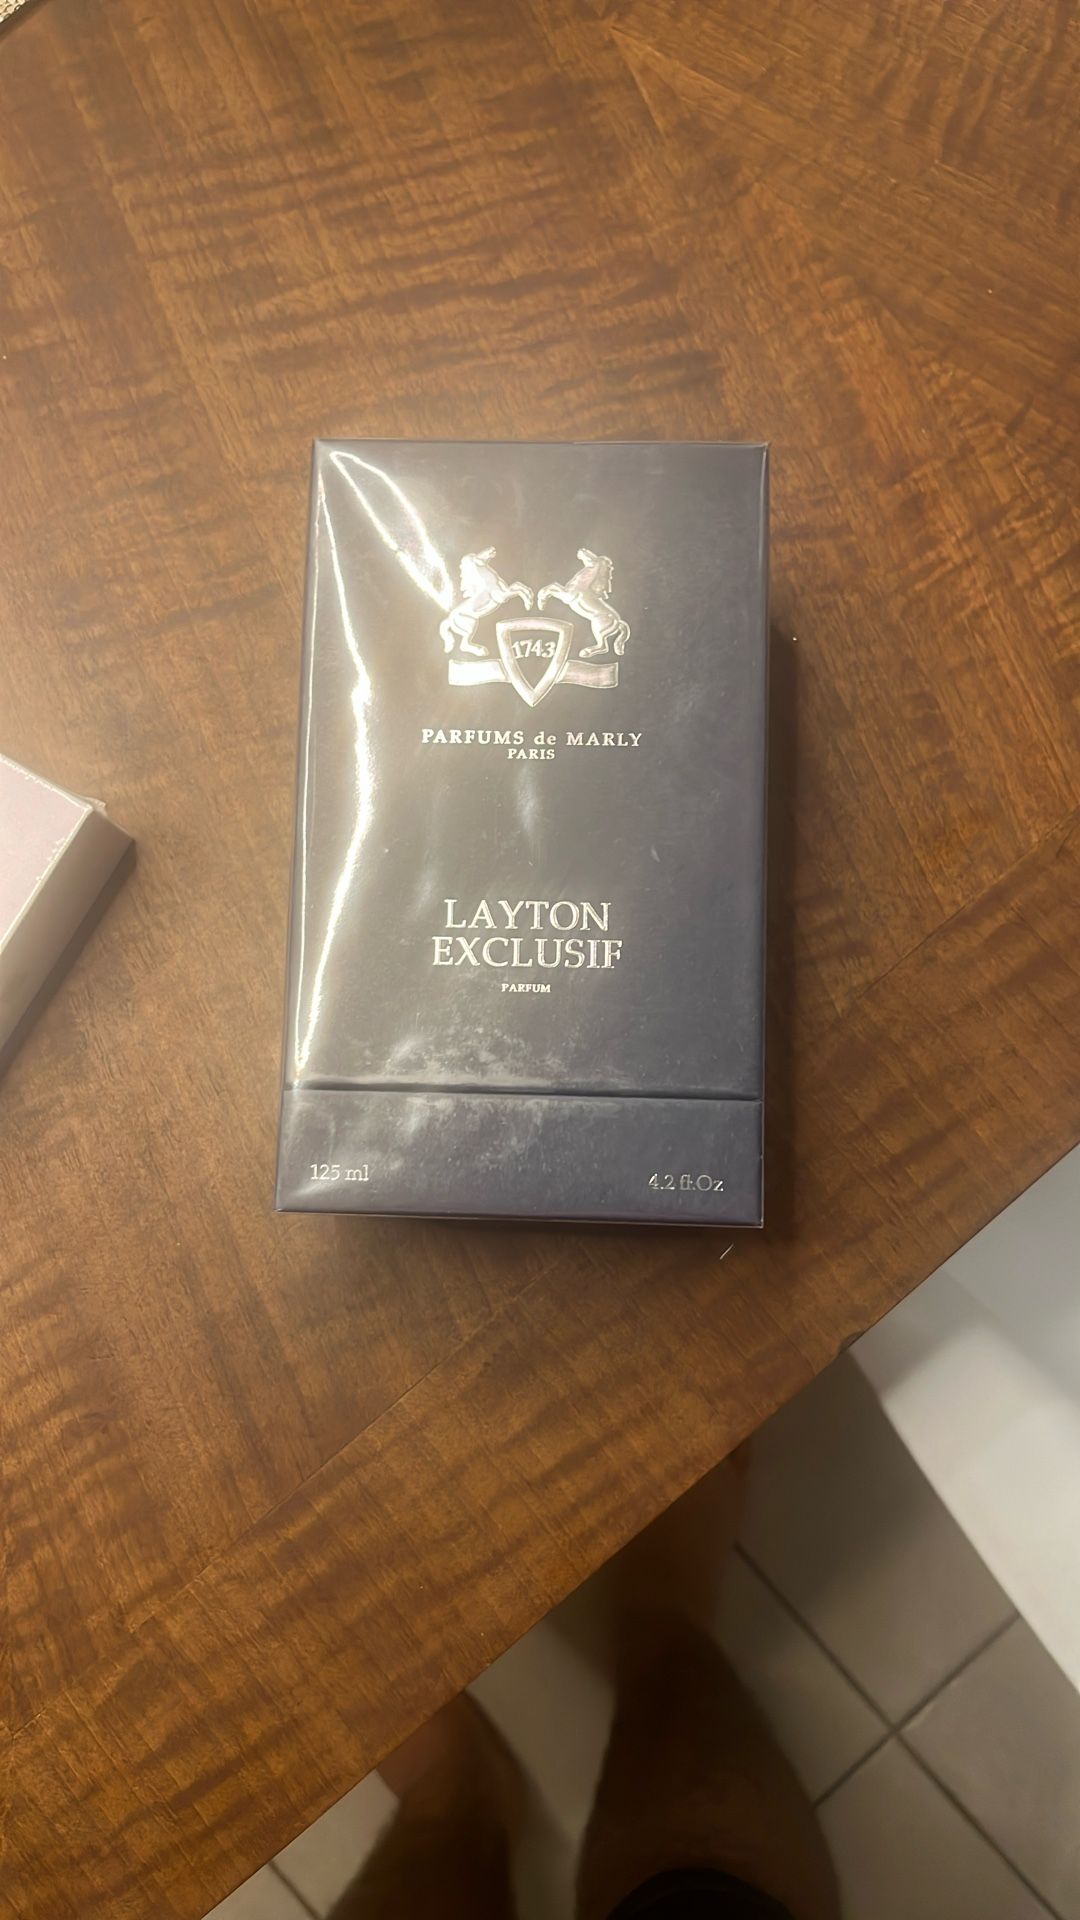 1743
PARFUMS de MARLY
PARIS
LAYTON
EXCLUSIF
PARFUM
125 ml
4.2 fl.Oz